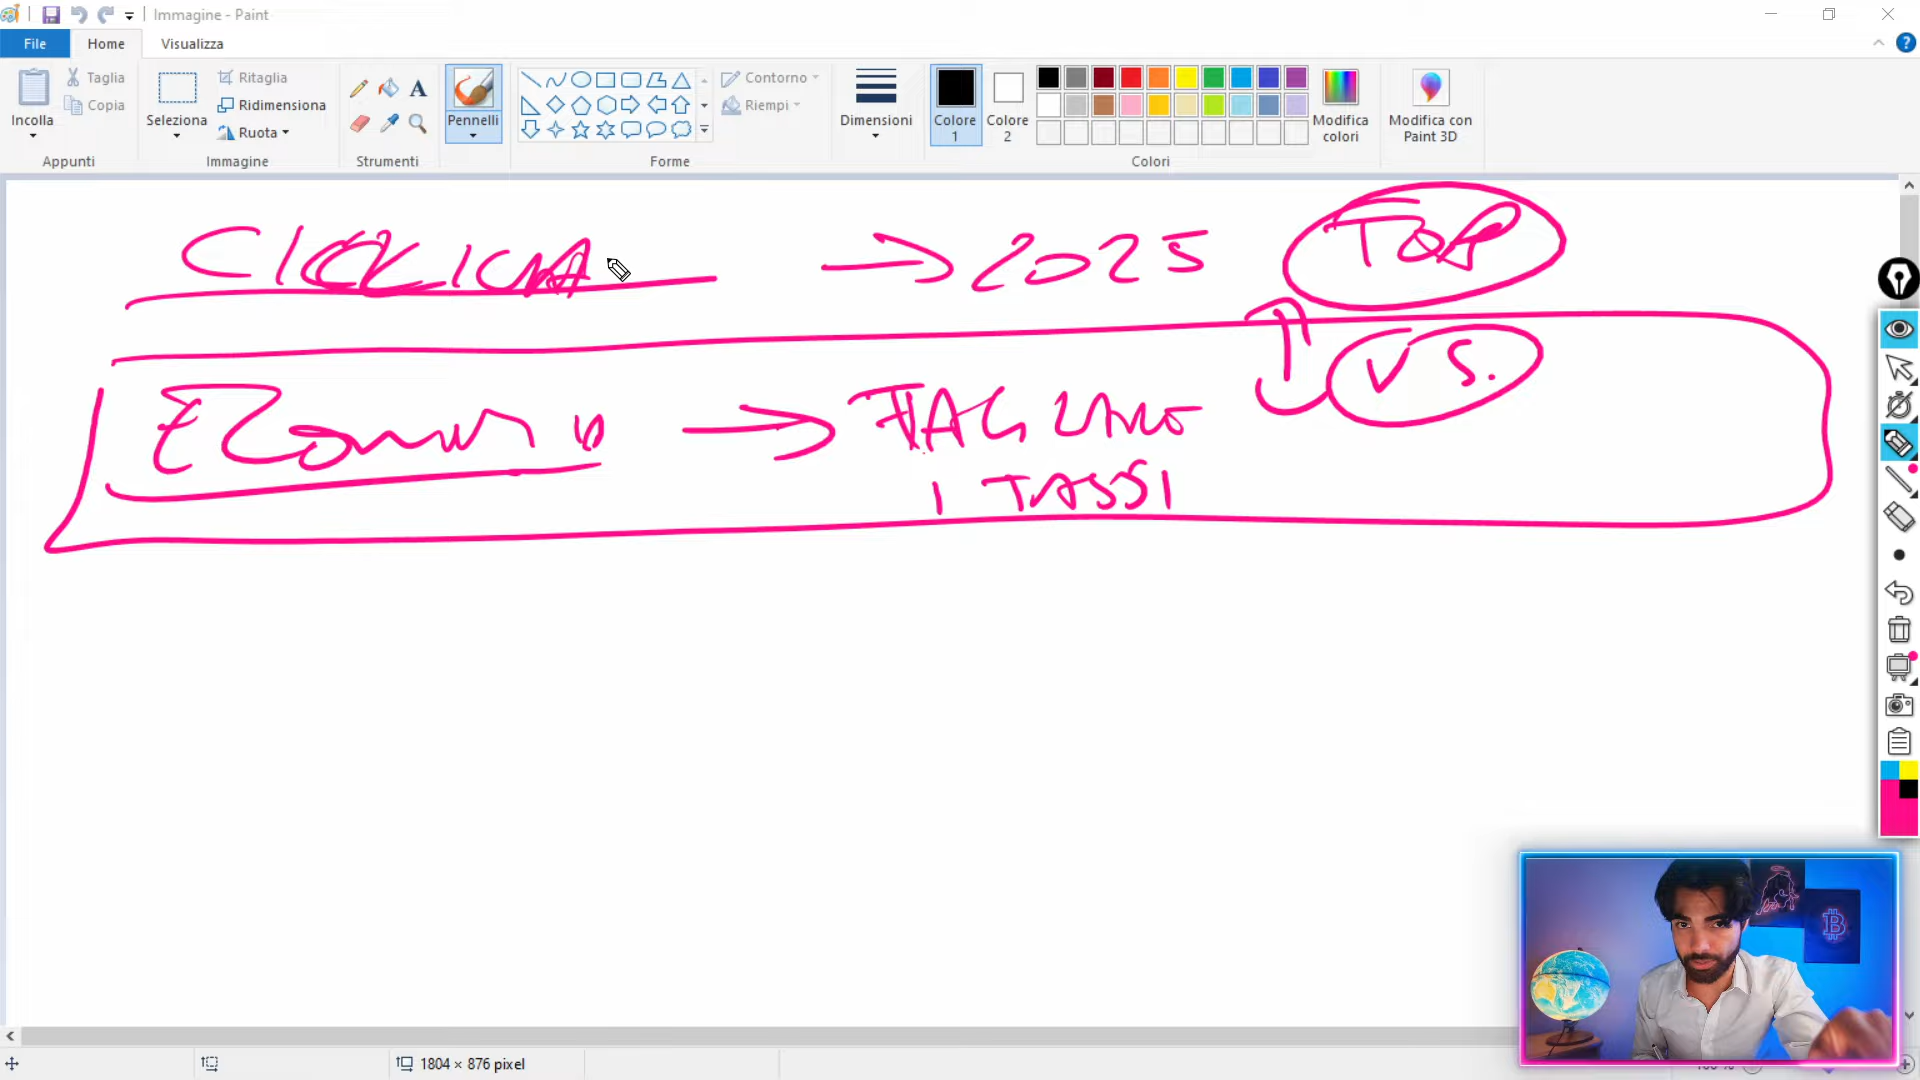 Immagine - Paint
File Home Visualizza
Incolla
Taglia
Copia
Appunti
Seleziona
Ritaglia
Ridimensiona
Ruota
Immagine
Strumenti
Pennelli
Forme
Contorno
Riempi
Dimensioni
Colore 1
Colore 2
Colori
Modifica colori
Modifica con Paint 3D
CICLICA → 2025 TOP
VS.
→ TAGLIARE
I TASSI
1804 × 876 pixel